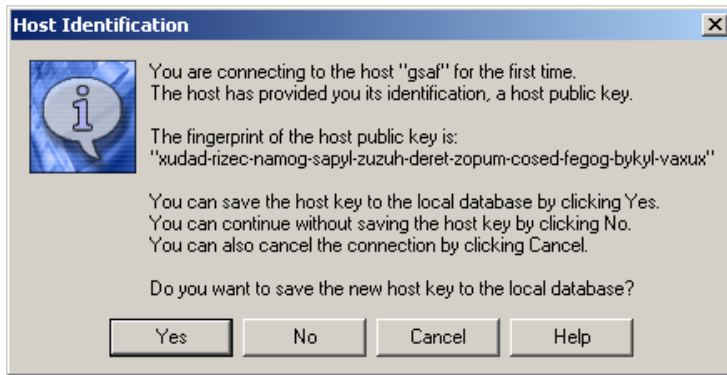 Host Identification
You are connecting to the host "gsaf" for the first time.
The host has provided you its identification, a host public key.
The fingerprint of the host public key is:
"xudad-rizec-namog-sapyl-zuzuh-deret-zopum-cosed-fegog-bykyl-vaxux"
You can save the host key to the local database by clicking Yes.
You can continue without saving the host key by clicking No.
You can also cancel the connection by clicking Cancel.
Do you want to save the new host key to the local database?
Yes No Cancel Help